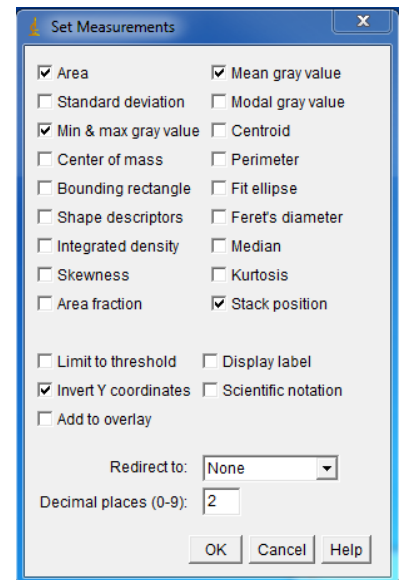 Set Measurements
X
Area Mean gray value
Standard deviation Modal gray value
Min & max gray value Centroid
Center of mass Perimeter
Bounding rectangle Fit ellipse
Shape descriptors Feret's diameter
Integrated density Median
Skewness Kurtosis
Area fraction Stack position
Limit to threshold Display label
Invert Y coordinates Scientific notation
Add to overlay
Redirect to: None
Decimal places (0-9): 2
OK Cancel Help